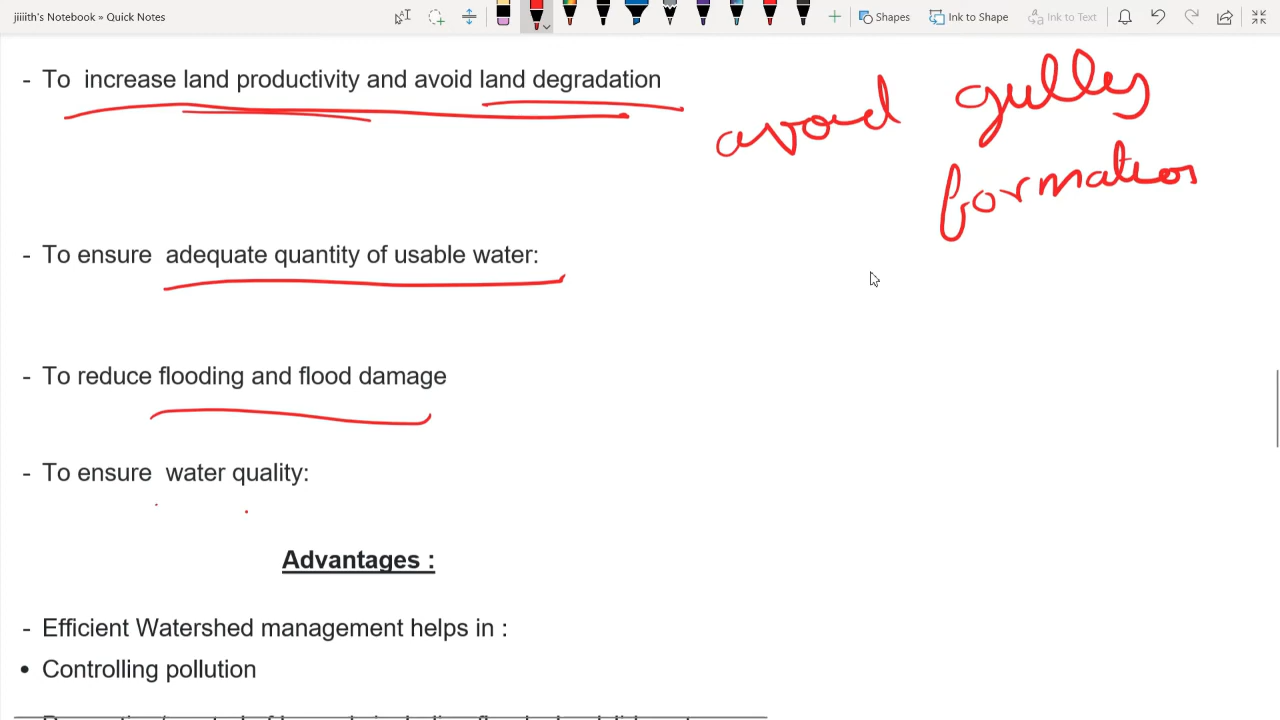 jiiiith's Notebook » Quick Notes
Shapes
Ink to Shape
Ink to Text
- To increase land productivity and avoid land degradation
avoid gulley
formation
- To ensure adequate quantity of usable water:
- To reduce flooding and flood damage
- To ensure water quality:
Advantages :
- Efficient Watershed management helps in :
• Controlling pollution